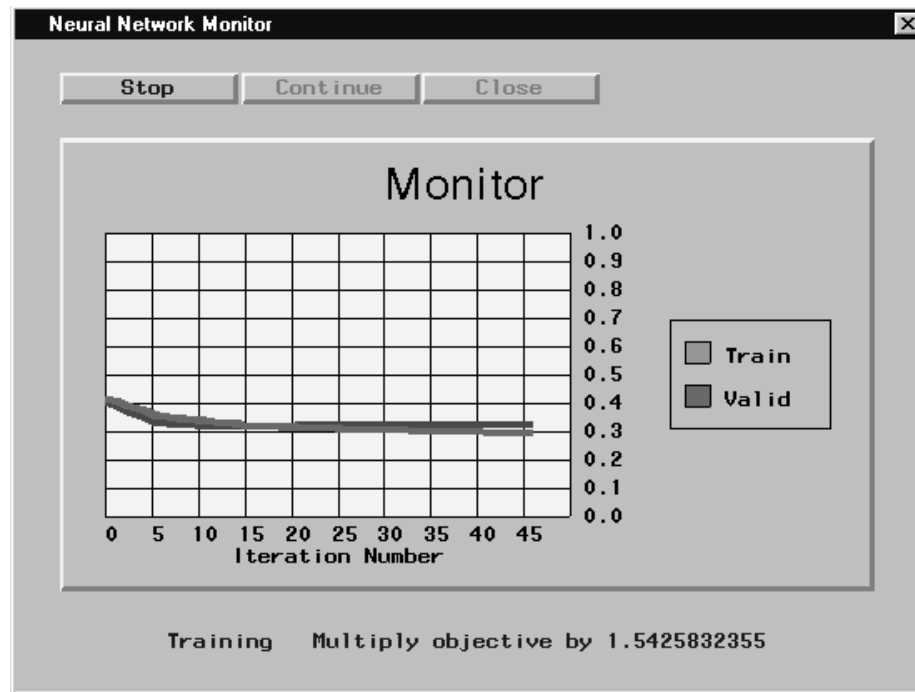 Neural Network Monitor
Stop Continue Close
Monitor
1.0
0.9
0.8
0.7
0.6
0.5
0.4
0.3
0.2
0.1
0.0
Train
Valid
0 5 10 15 20 25 30 35 40 45
Iteration Number
Training Multiply objective by 1.5425832355